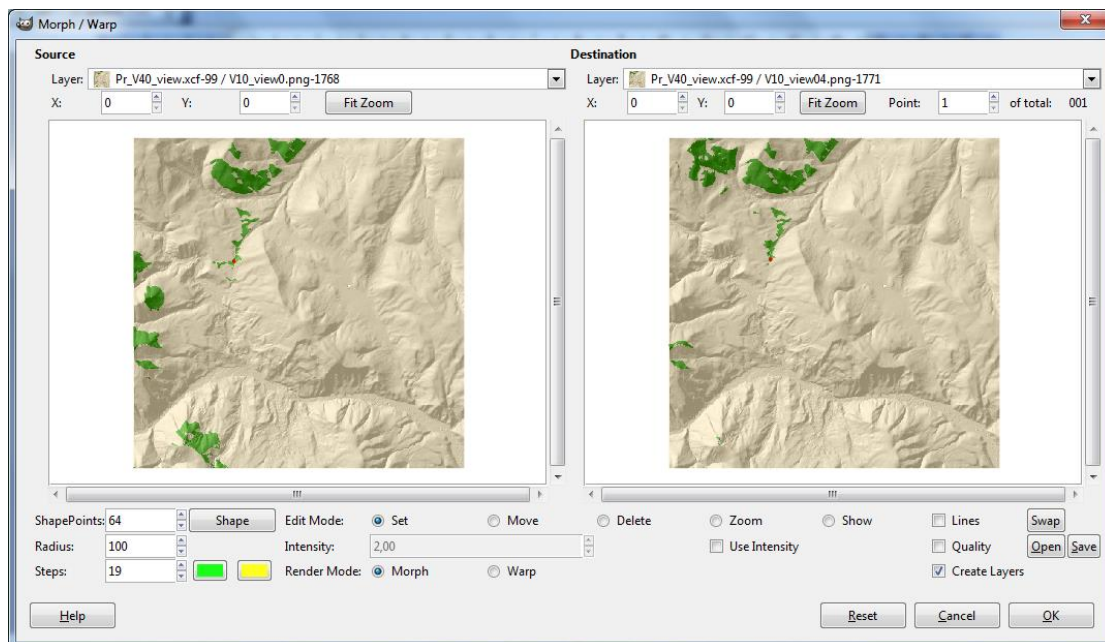 Morph / Warp
Source
Destination
Layer: Pr_V40_view.xcf-99 / V10_view0.png-1768
Layer: Pr_V40_view.xcf-99 / V10_view04.png-1771
X: 0 Y: 0 Fit Zoom
X: 0 Y: 0 Fit Zoom Point: 1 of total: 001
ShapePoints: 64 Shape Edit Mode: Set Move Delete Zoom Show Lines Swap
Radius: 100 Intensity: 2,00 Use Intensity Quality Open Save
Steps: 19 Render Mode: Morph Warp Create Layers
Help Reset Cancel OK